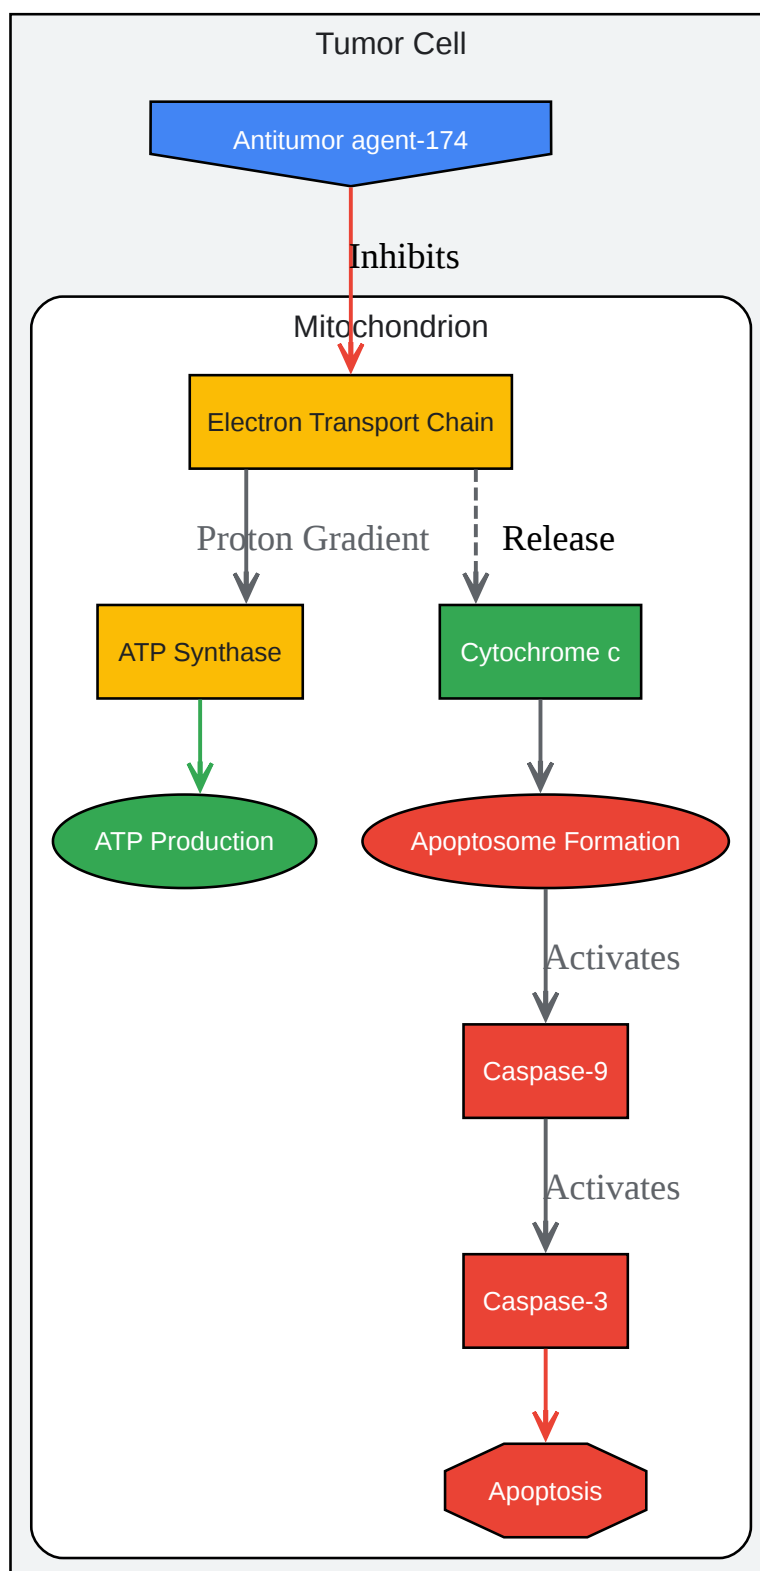 Tumor Cell
Antitumor agent-174
Inhibits
Mitochondrion
Electron Transport Chain
Proton Gradient
Release
ATP Synthase
Cytochrome c
ATP Production
Apoptosome Formation
Activates
Caspase-9
Activates
Caspase-3
Apoptosis